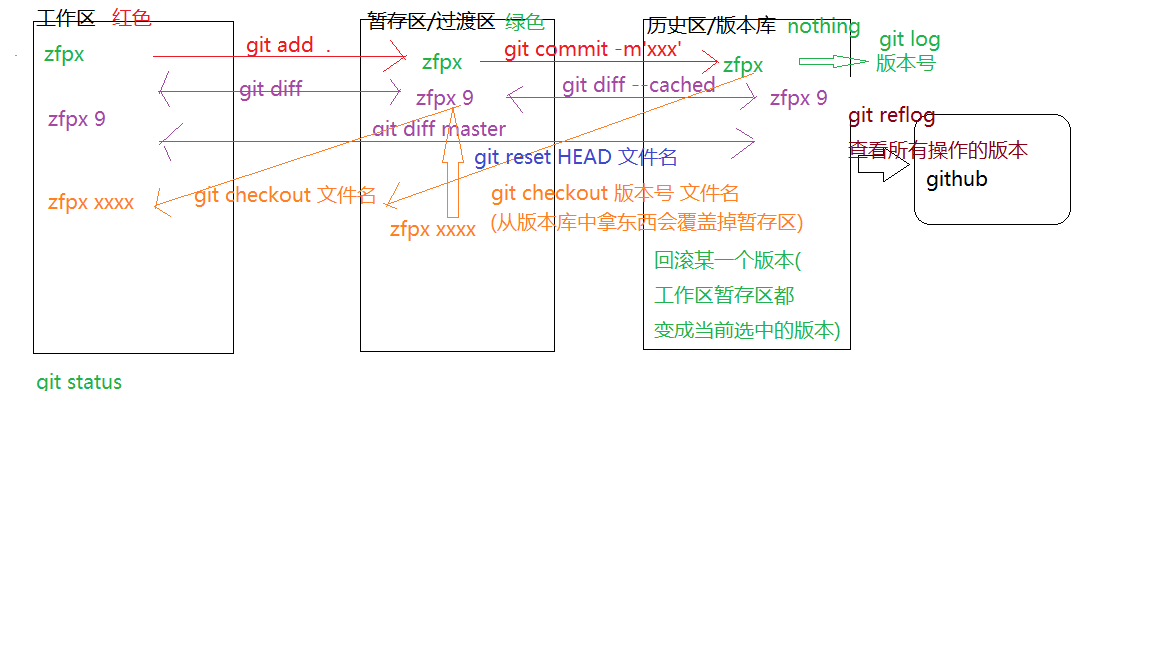 工作区 红色
暂存区/过渡区 绿色
历史区/版本库 nothing
git log
版本号
zfpx
git add .
zfpx
git commit -m'xxx'
zfpx
git diff
zfpx 9
git diff --cached
zfpx 9
zfpx 9
git diff master
git reflog
查看所有操作的版本
git reset HEAD 文件名
github
zfpx xxxx
git checkout 文件名
git checkout 版本号 文件名
(从版本库中拿东西会覆盖掉暂存区)
zfpx xxxx
回滚某一个版本(
工作区暂存区都
变成当前选中的版本)
git status